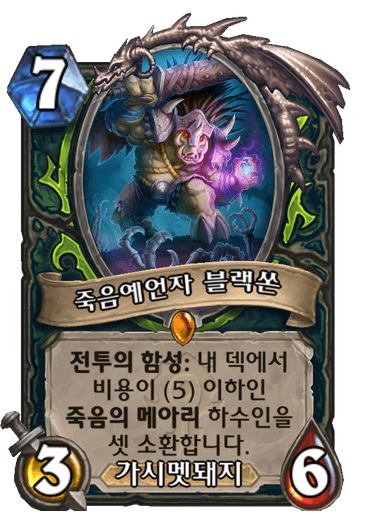 7
죽음예언자 블랙쏜
전투의 함성: 내 덱에서
비용이 (5) 이하인
죽음의 메아리 하수인을
셋 소환합니다.
가시멧돼지
3
6